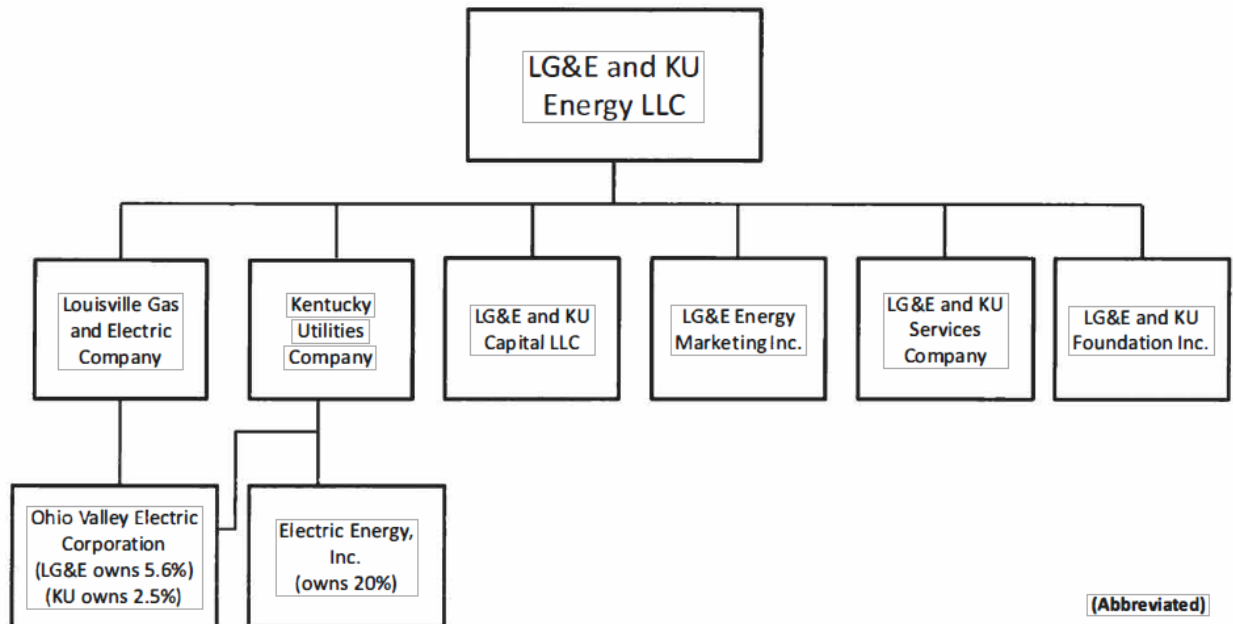 LG&E and KU
Energy LLC
Louisville Gas
and Electric
Company
Kentucky
Utilities
Company
LG&E and KU
Capital LLC
LG&E Energy
Marketing Inc.
LG&E and KU
Services
Company
LG&E and KU
Foundation Inc.
Ohio Valley Electric
Corporation
(LG&E owns 5.6%)
(KU owns 2.5%)
Electric Energy,
Inc.
(owns 20%)
(Abbreviated)